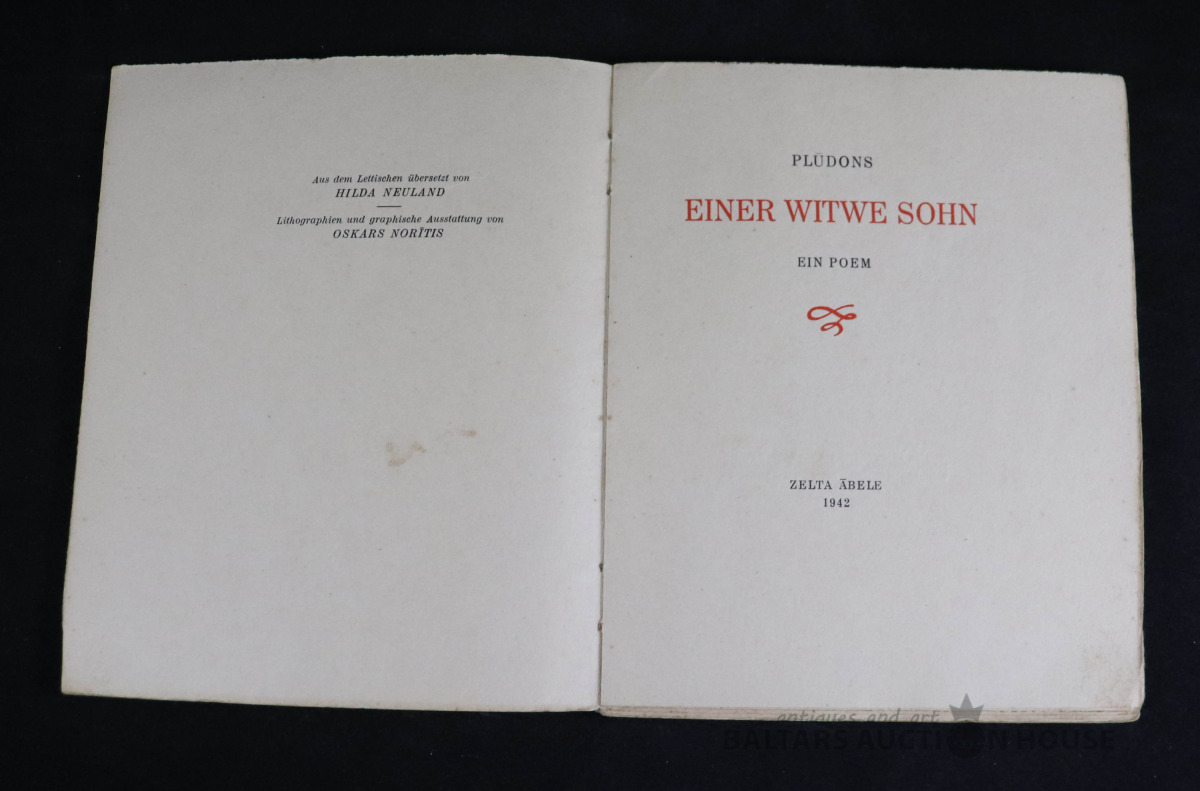 Aus dem Lettischen übersetzt von
HILDA NEULAND
Lithographien und graphische Ausstattung von
OSKARS NORĪTIS
PLŪDONS
EINER WITWE SOHN
EIN POEM
ZELTA ĀBELE
1942
antiques and art
BALTARS AUCTION HOUSE